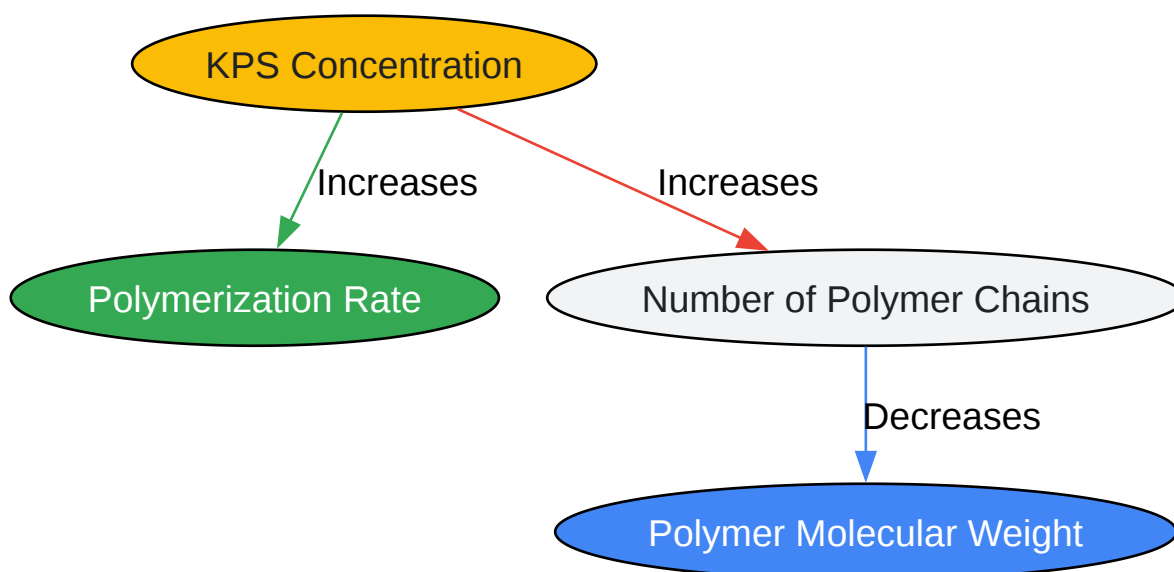 KPS Concentration
Increases
Increases
Polymerization Rate
Number of Polymer Chains
Decreases
Polymer Molecular Weight